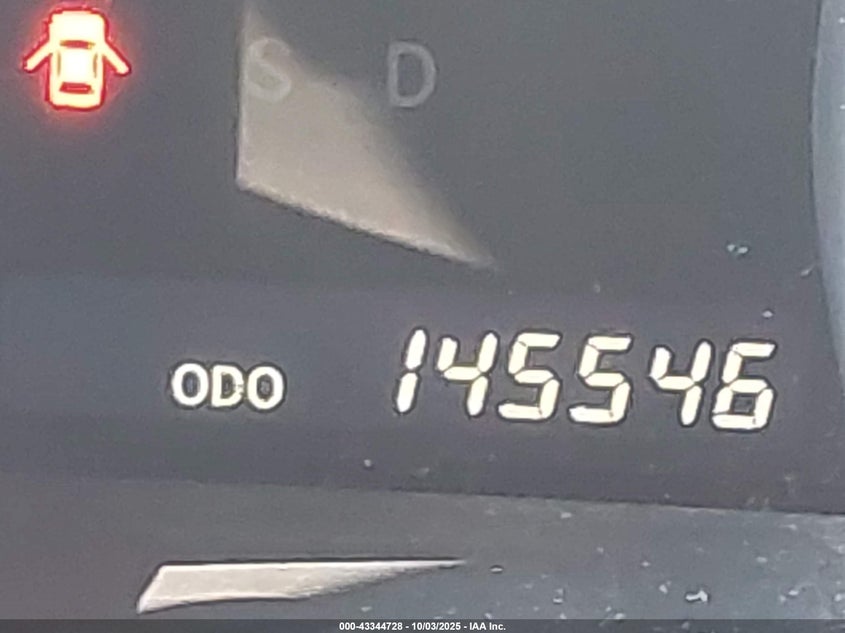 S D
ODO 145546
000-43344728 - 10/03/2025 - IAA Inc.